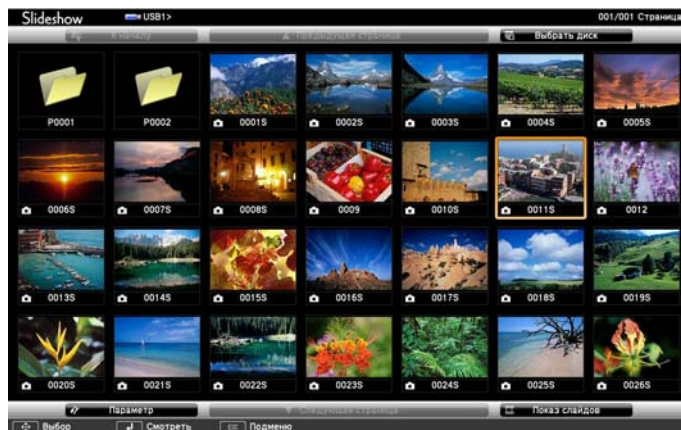 Slideshow USB1> 001/001 Страница
К началу Предыдущая страница Выбрать диск
P0001 P0002 0001S 0002S 0003S 0004S 0005S
0006S 0007S 0008S 0009 0010S 0011S 0012
0013S 0014S 0015S 0016S 0017S 0018S 0019S
0020S 0021S 0022S 0023S 0024S 0025S 0026S
Параметр Следующая страница Показ слайдов
Выбор Смотреть Esc Подменю